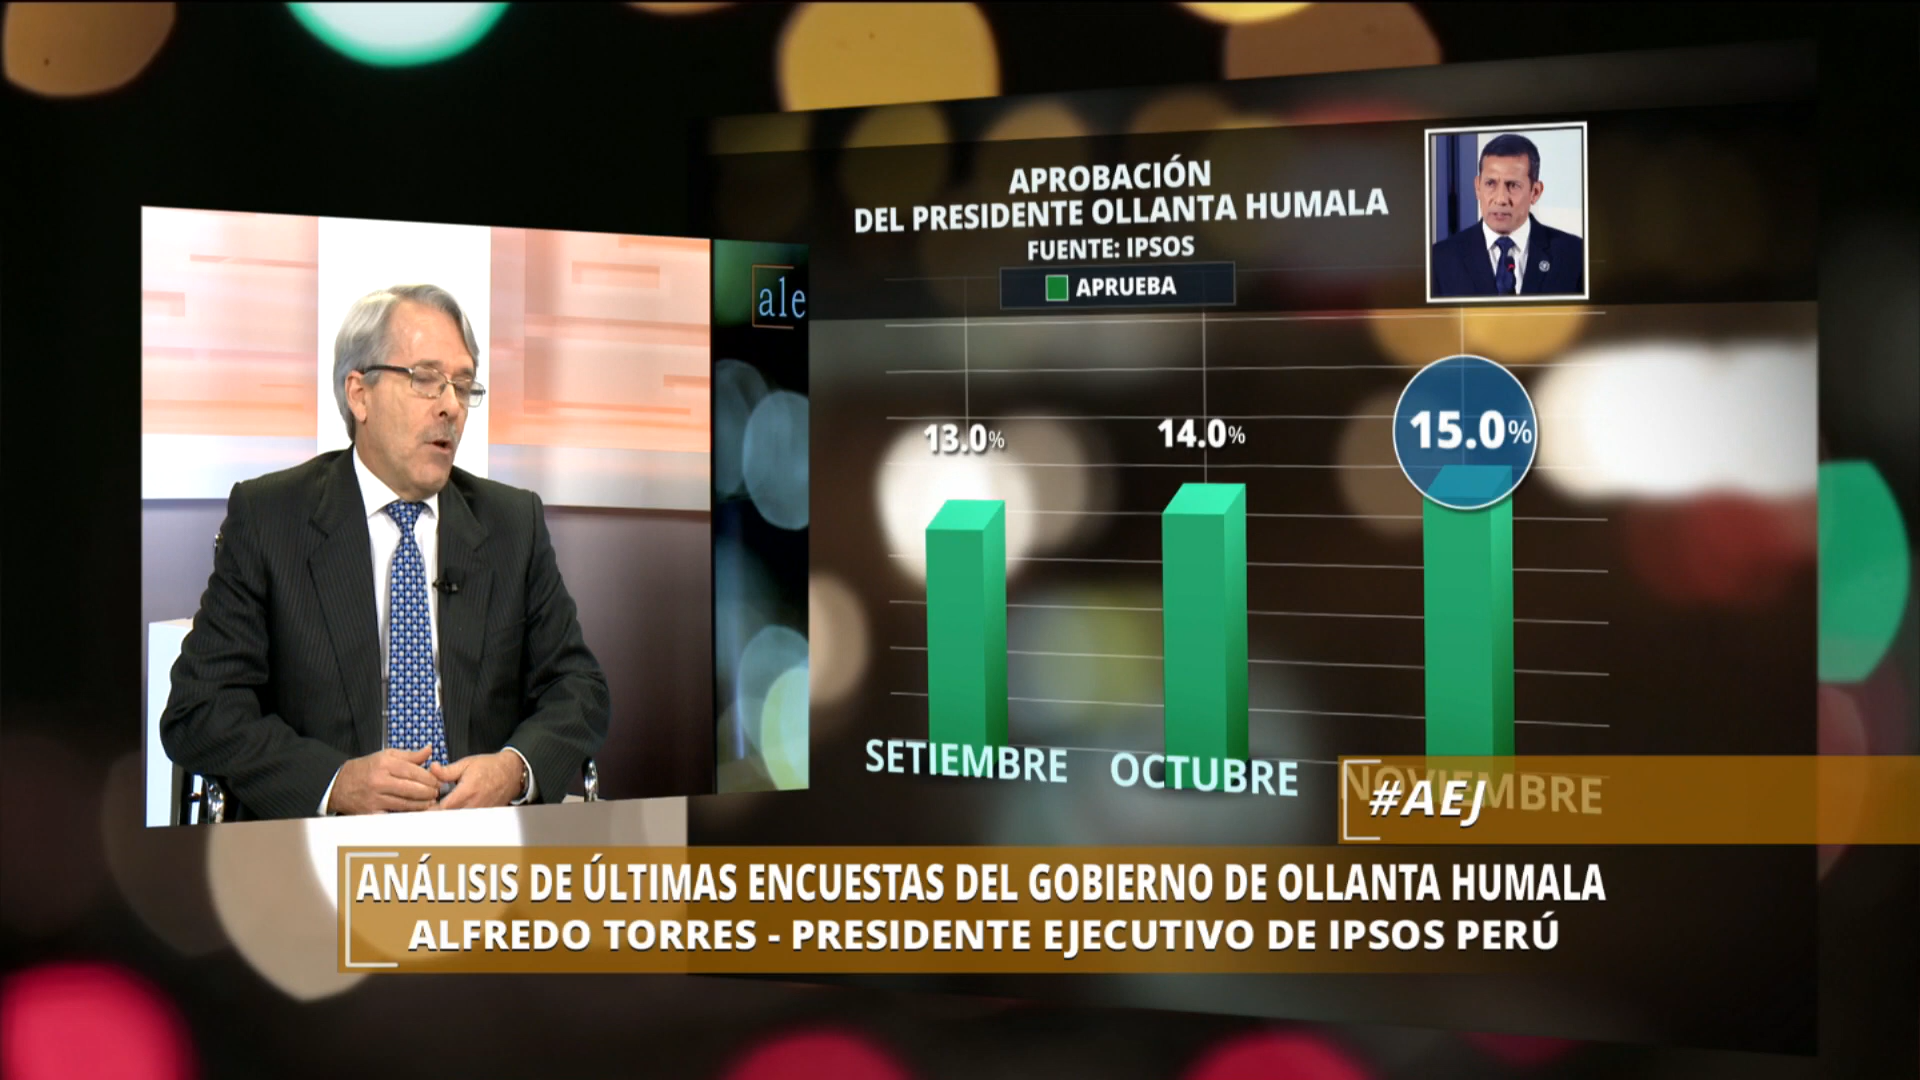 APROBACIÓN
DEL PRESIDENTE OLLANTA HUMALA
FUENTE: IPSOS
APRUEBA
ale
13.0%
14.0%
15.0%
SETIEMBRE
OCTUBRE
NOVIEMBRE
#AEJ
ANÁLISIS DE ÚLTIMAS ENCUESTAS DEL GOBIERNO DE OLLANTA HUMALA
ALFREDO TORRES - PRESIDENTE EJECUTIVO DE IPSOS PERÚ